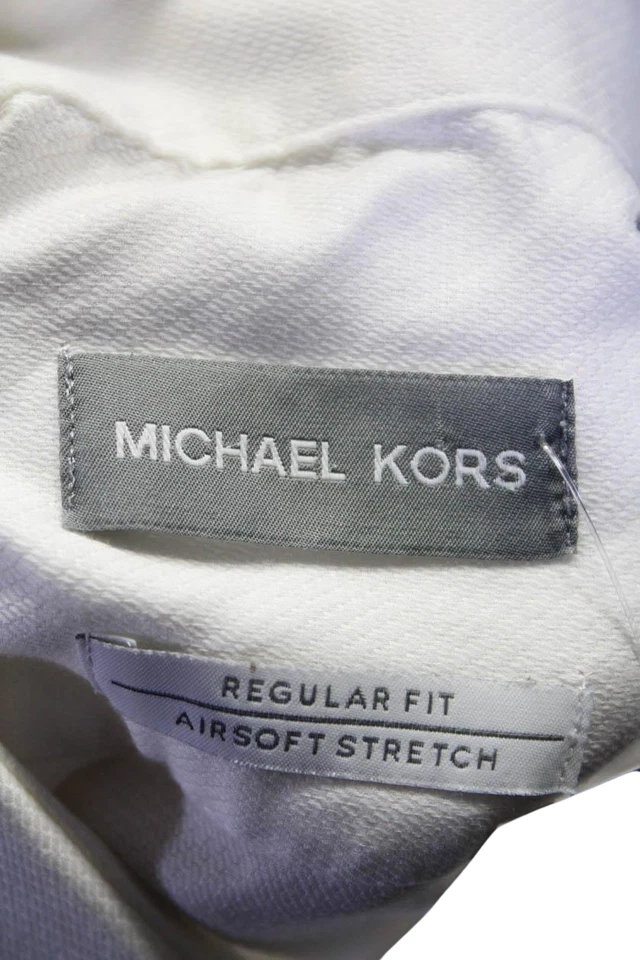 MICHAEL KORS
REGULAR FIT
AIRSOFT STRETCH